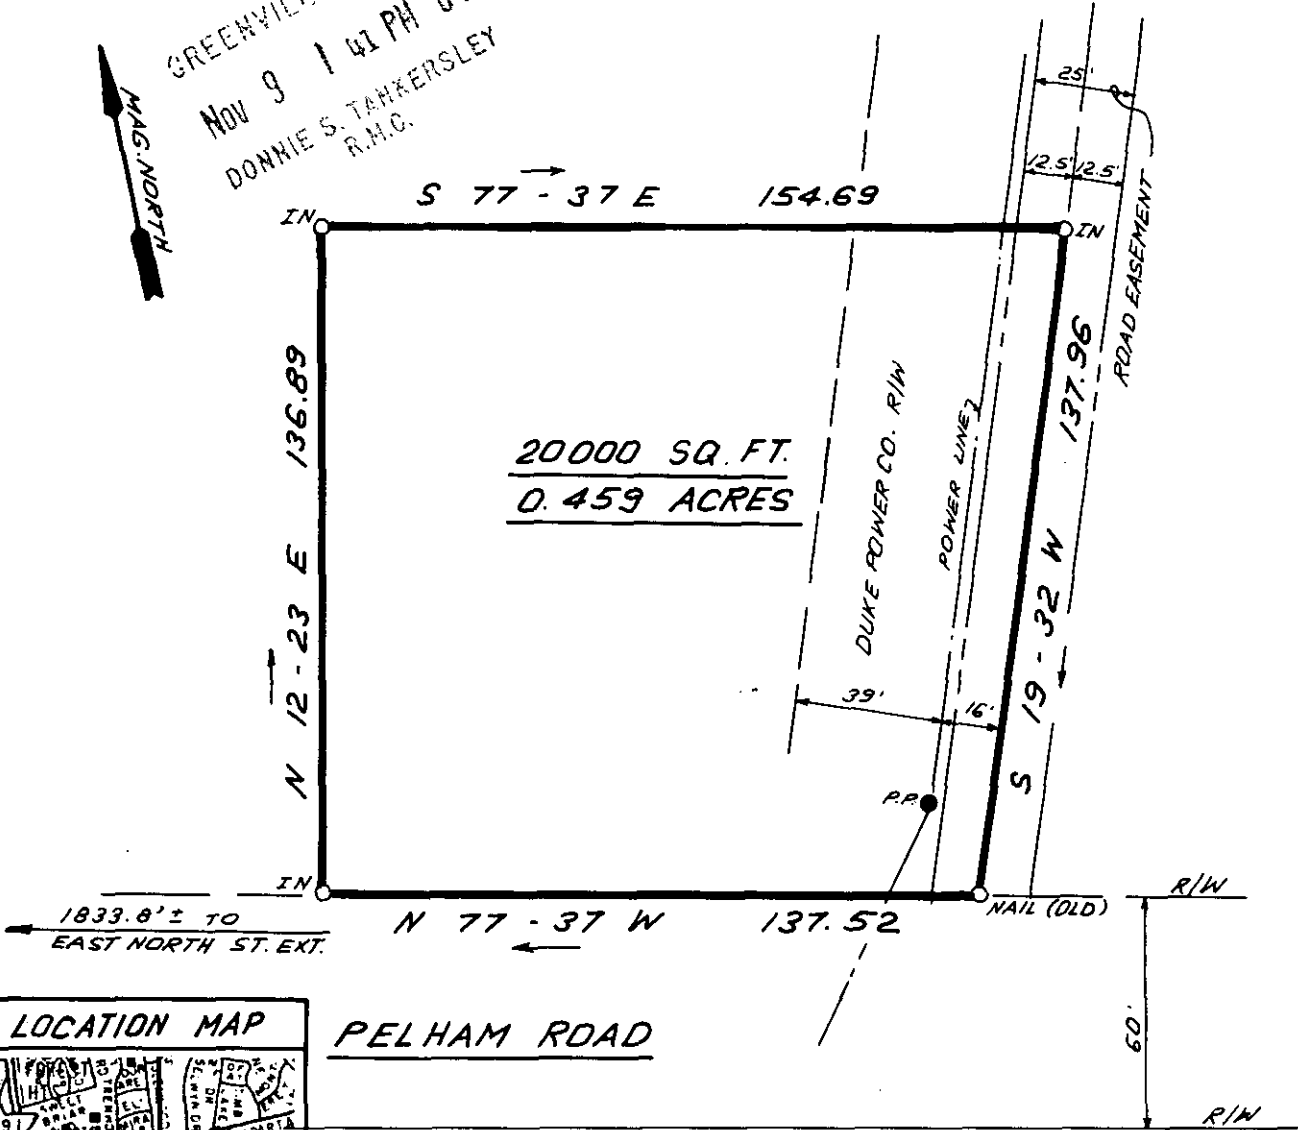 GREENVILL
Nov 9 1 41 PM
DONNIE S. TANKERSLEY
R.M.C.
MAG. NORTH
25'
12.5' 12.5'
ROAD EASEMENT
S 77 - 37 E 154.69
IN
IN
N 12 - 23 E 136.89
20000 SQ. FT.
0.459 ACRES
DUKE POWER CO. R/W
POWER LINE
S 19 - 32 W 137.96
39'
16'
P.P.
IN
NAIL (OLD)
R/W
1833.8'± TO
EAST NORTH ST. EXT.
N 77 - 37 W 137.52
LOCATION MAP
PELHAM ROAD
60'
R/W